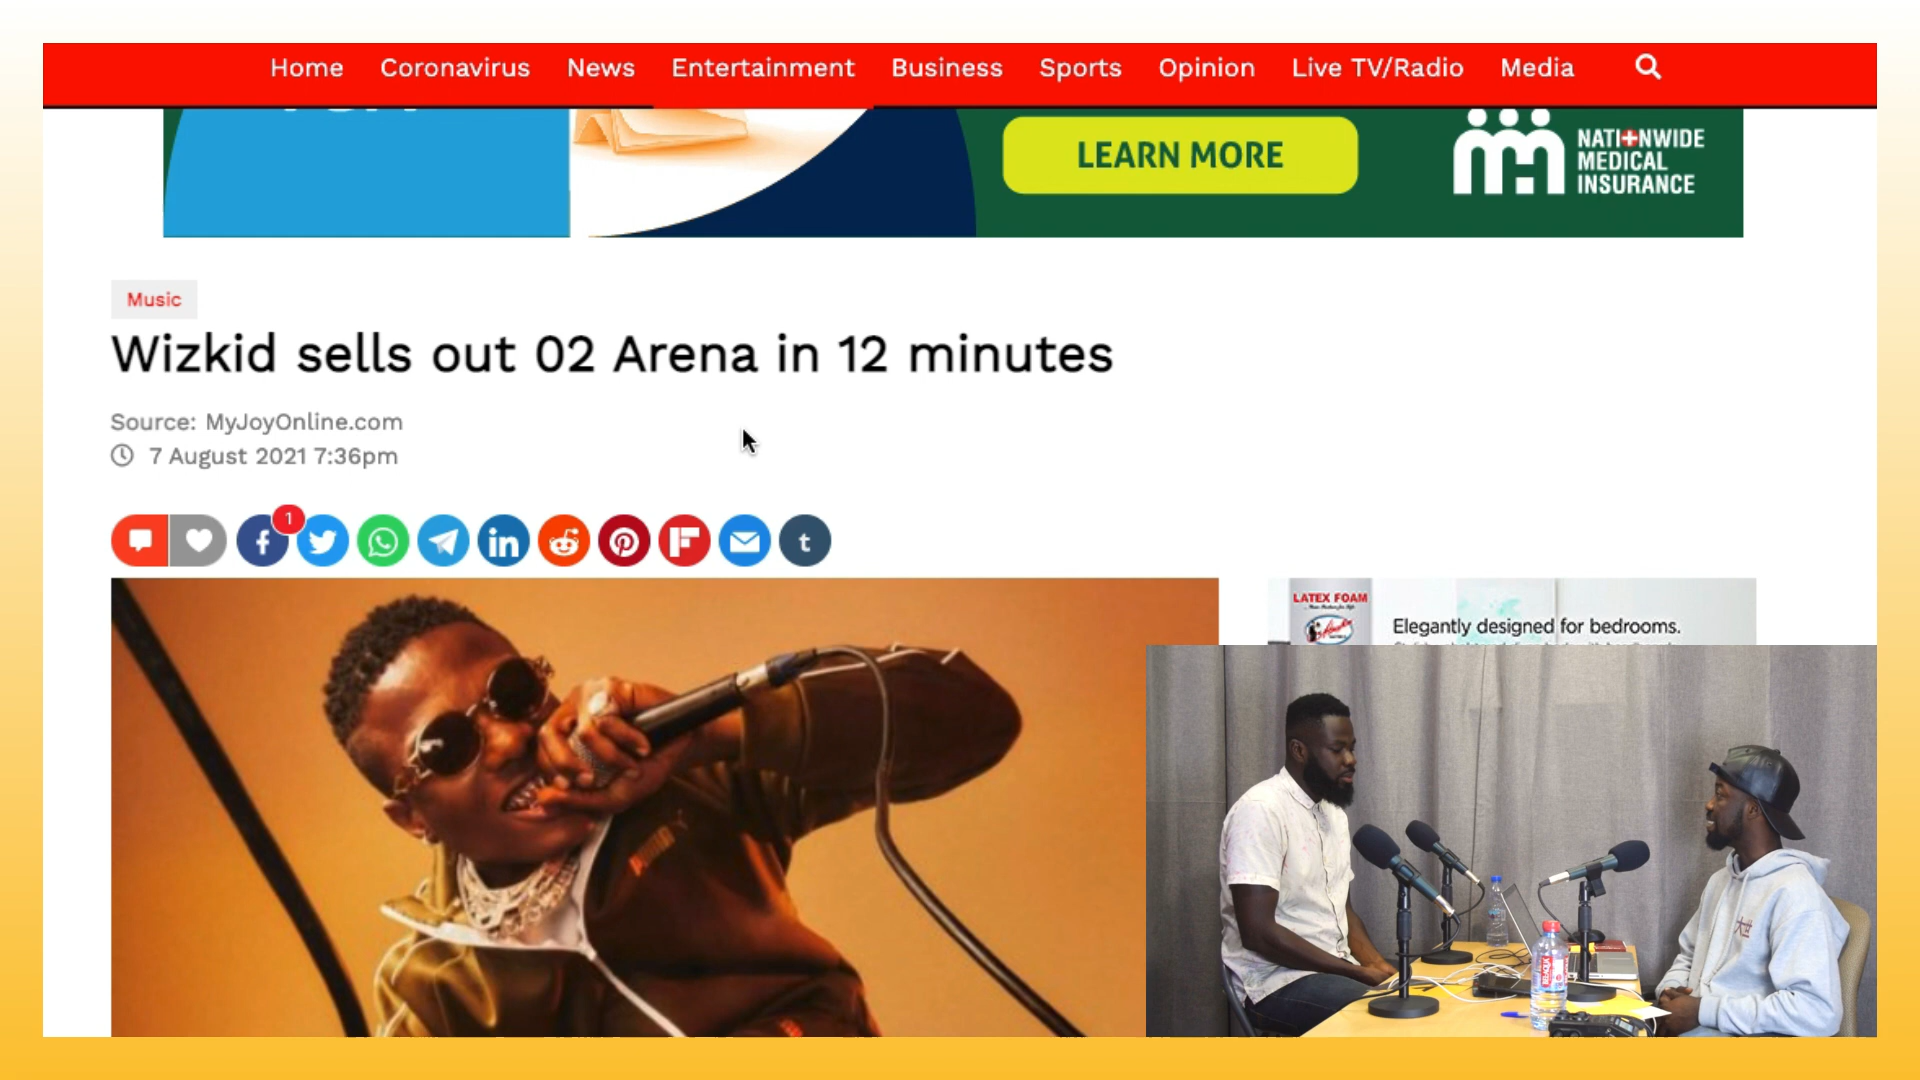 Home Coronavirus News Entertainment Business Sports Opinion Live TV/Radio Media
LEARN MORE
NATIONWIDE
MEDICAL
INSURANCE
Music
Wizkid sells out 02 Arena in 12 minutes
Source: MyJoyOnline.com
7 August 2021 7:36pm
1
LATEX FOAM
Elegantly designed for bedrooms.